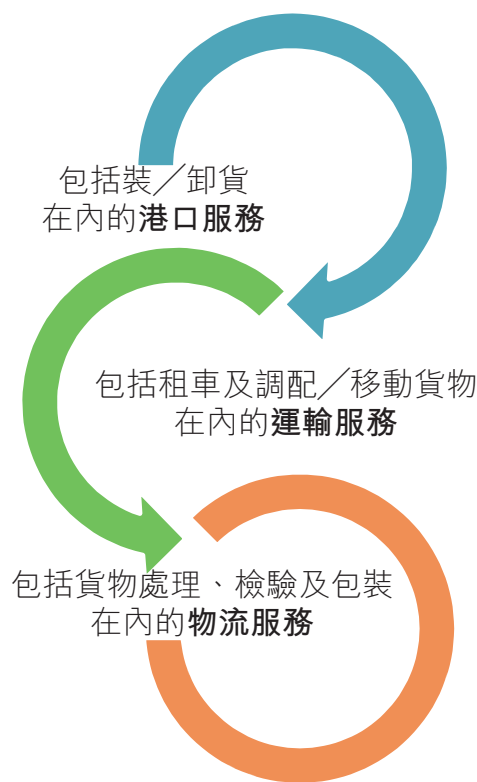 包括裝╱卸貨
在內的港口服務
包括租車及調配╱移動貨物
在內的運輸服務
包括貨物處理、檢驗及包裝
在內的物流服務